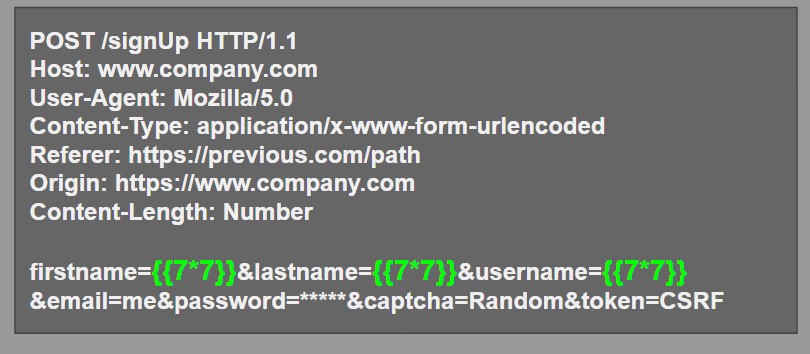 POST /signUp HTTP/1.1
Host: www.company.com
User-Agent: Mozilla/5.0
Content-Type: application/x-www-form-urlencoded
Referer: https://previous.com/path
Origin: https://www.company.com
Content-Length: Number

firstname={{7*7}}&lastname={{7*7}}&username={{7*7}}
&email=me&password=*****&captcha=Random&token=CSRF